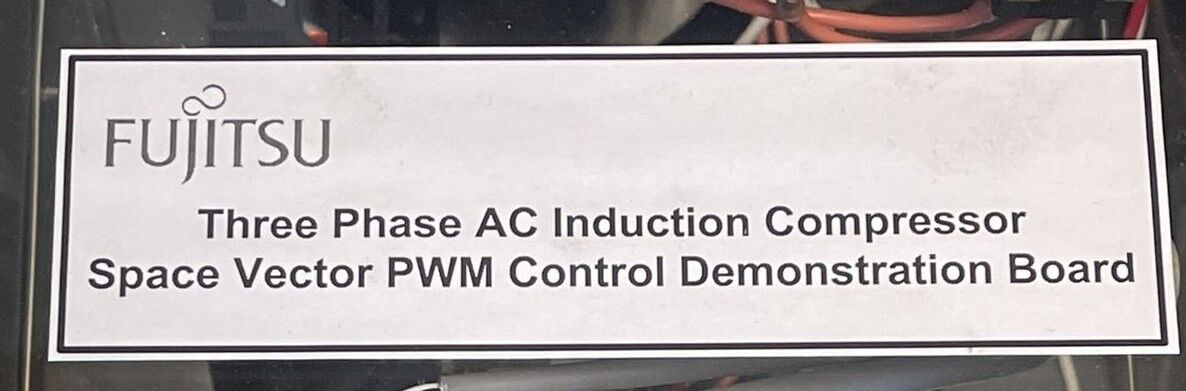 FUJITSU
Three Phase AC Induction Compressor
Space Vector PWM Control Demonstration Board